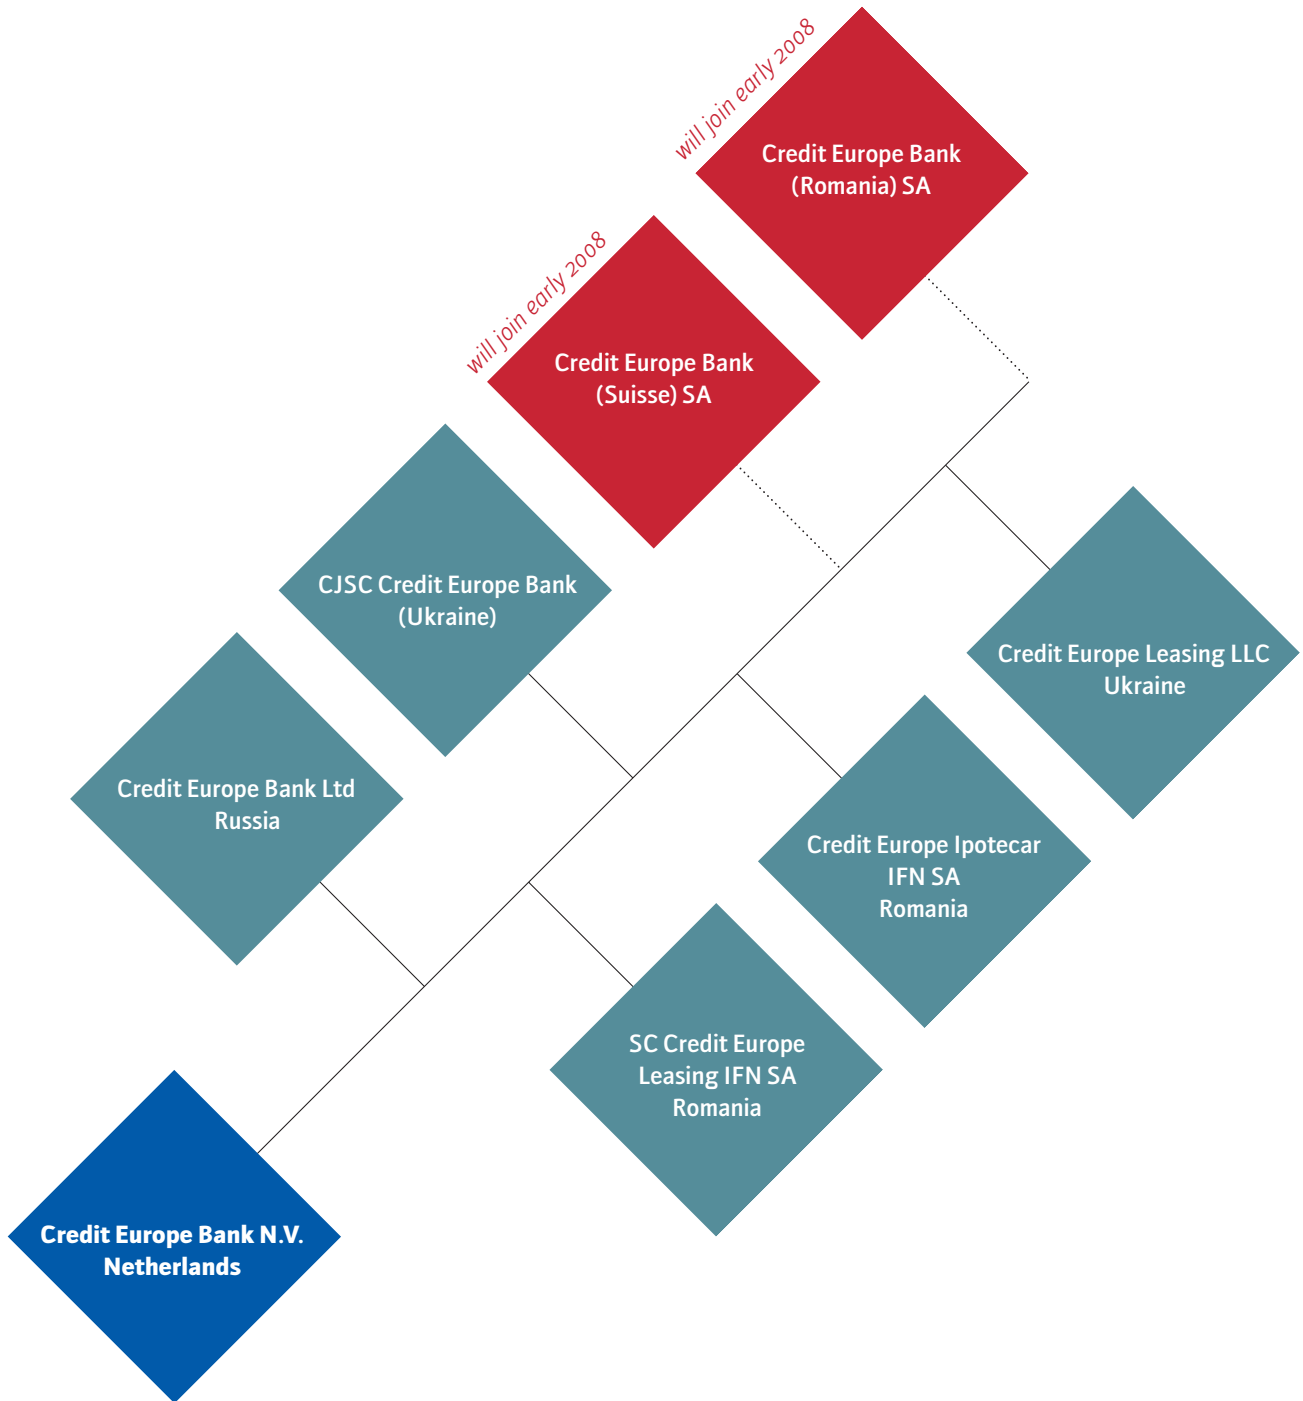 will join early 2008
Credit Europe Bank
(Romania) SA
will join early 2008
Credit Europe Bank
(Suisse) SA
CJSC Credit Europe Bank
(Ukraine)
Credit Europe Leasing LLC
Ukraine
Credit Europe Bank Ltd
Russia
Credit Europe Ipotecar
IFN SA
Romania
SC Credit Europe
Leasing IFN SA
Romania
Credit Europe Bank N.V.
Netherlands